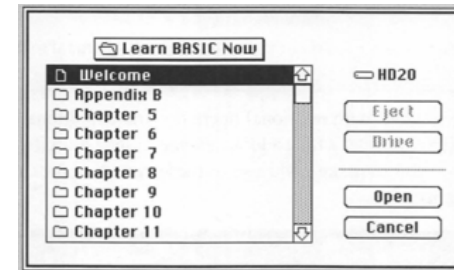 Learn BASIC Now
Welcome
Appendix B
Chapter 5
Chapter 6
Chapter 7
Chapter 8
Chapter 9
Chapter 10
Chapter 11
HD20
Eject
Drive
Open
Cancel